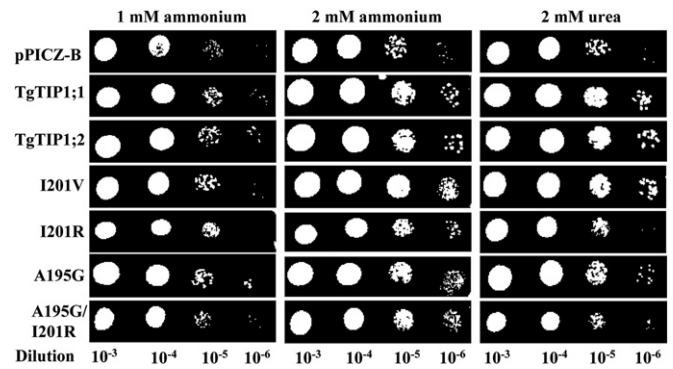 1 mM ammonium 2 mM ammonium 2 mM urea
pPICZ-B
TgTIP1;1
TgTIP1;2
I201V
I201R
A195G
A195G/
I201R
Dilution 10⁻³ 10⁻⁴ 10⁻⁵ 10⁻⁶ 10⁻³ 10⁻⁴ 10⁻⁵ 10⁻⁶ 10⁻³ 10⁻⁴ 10⁻⁵ 10⁻⁶